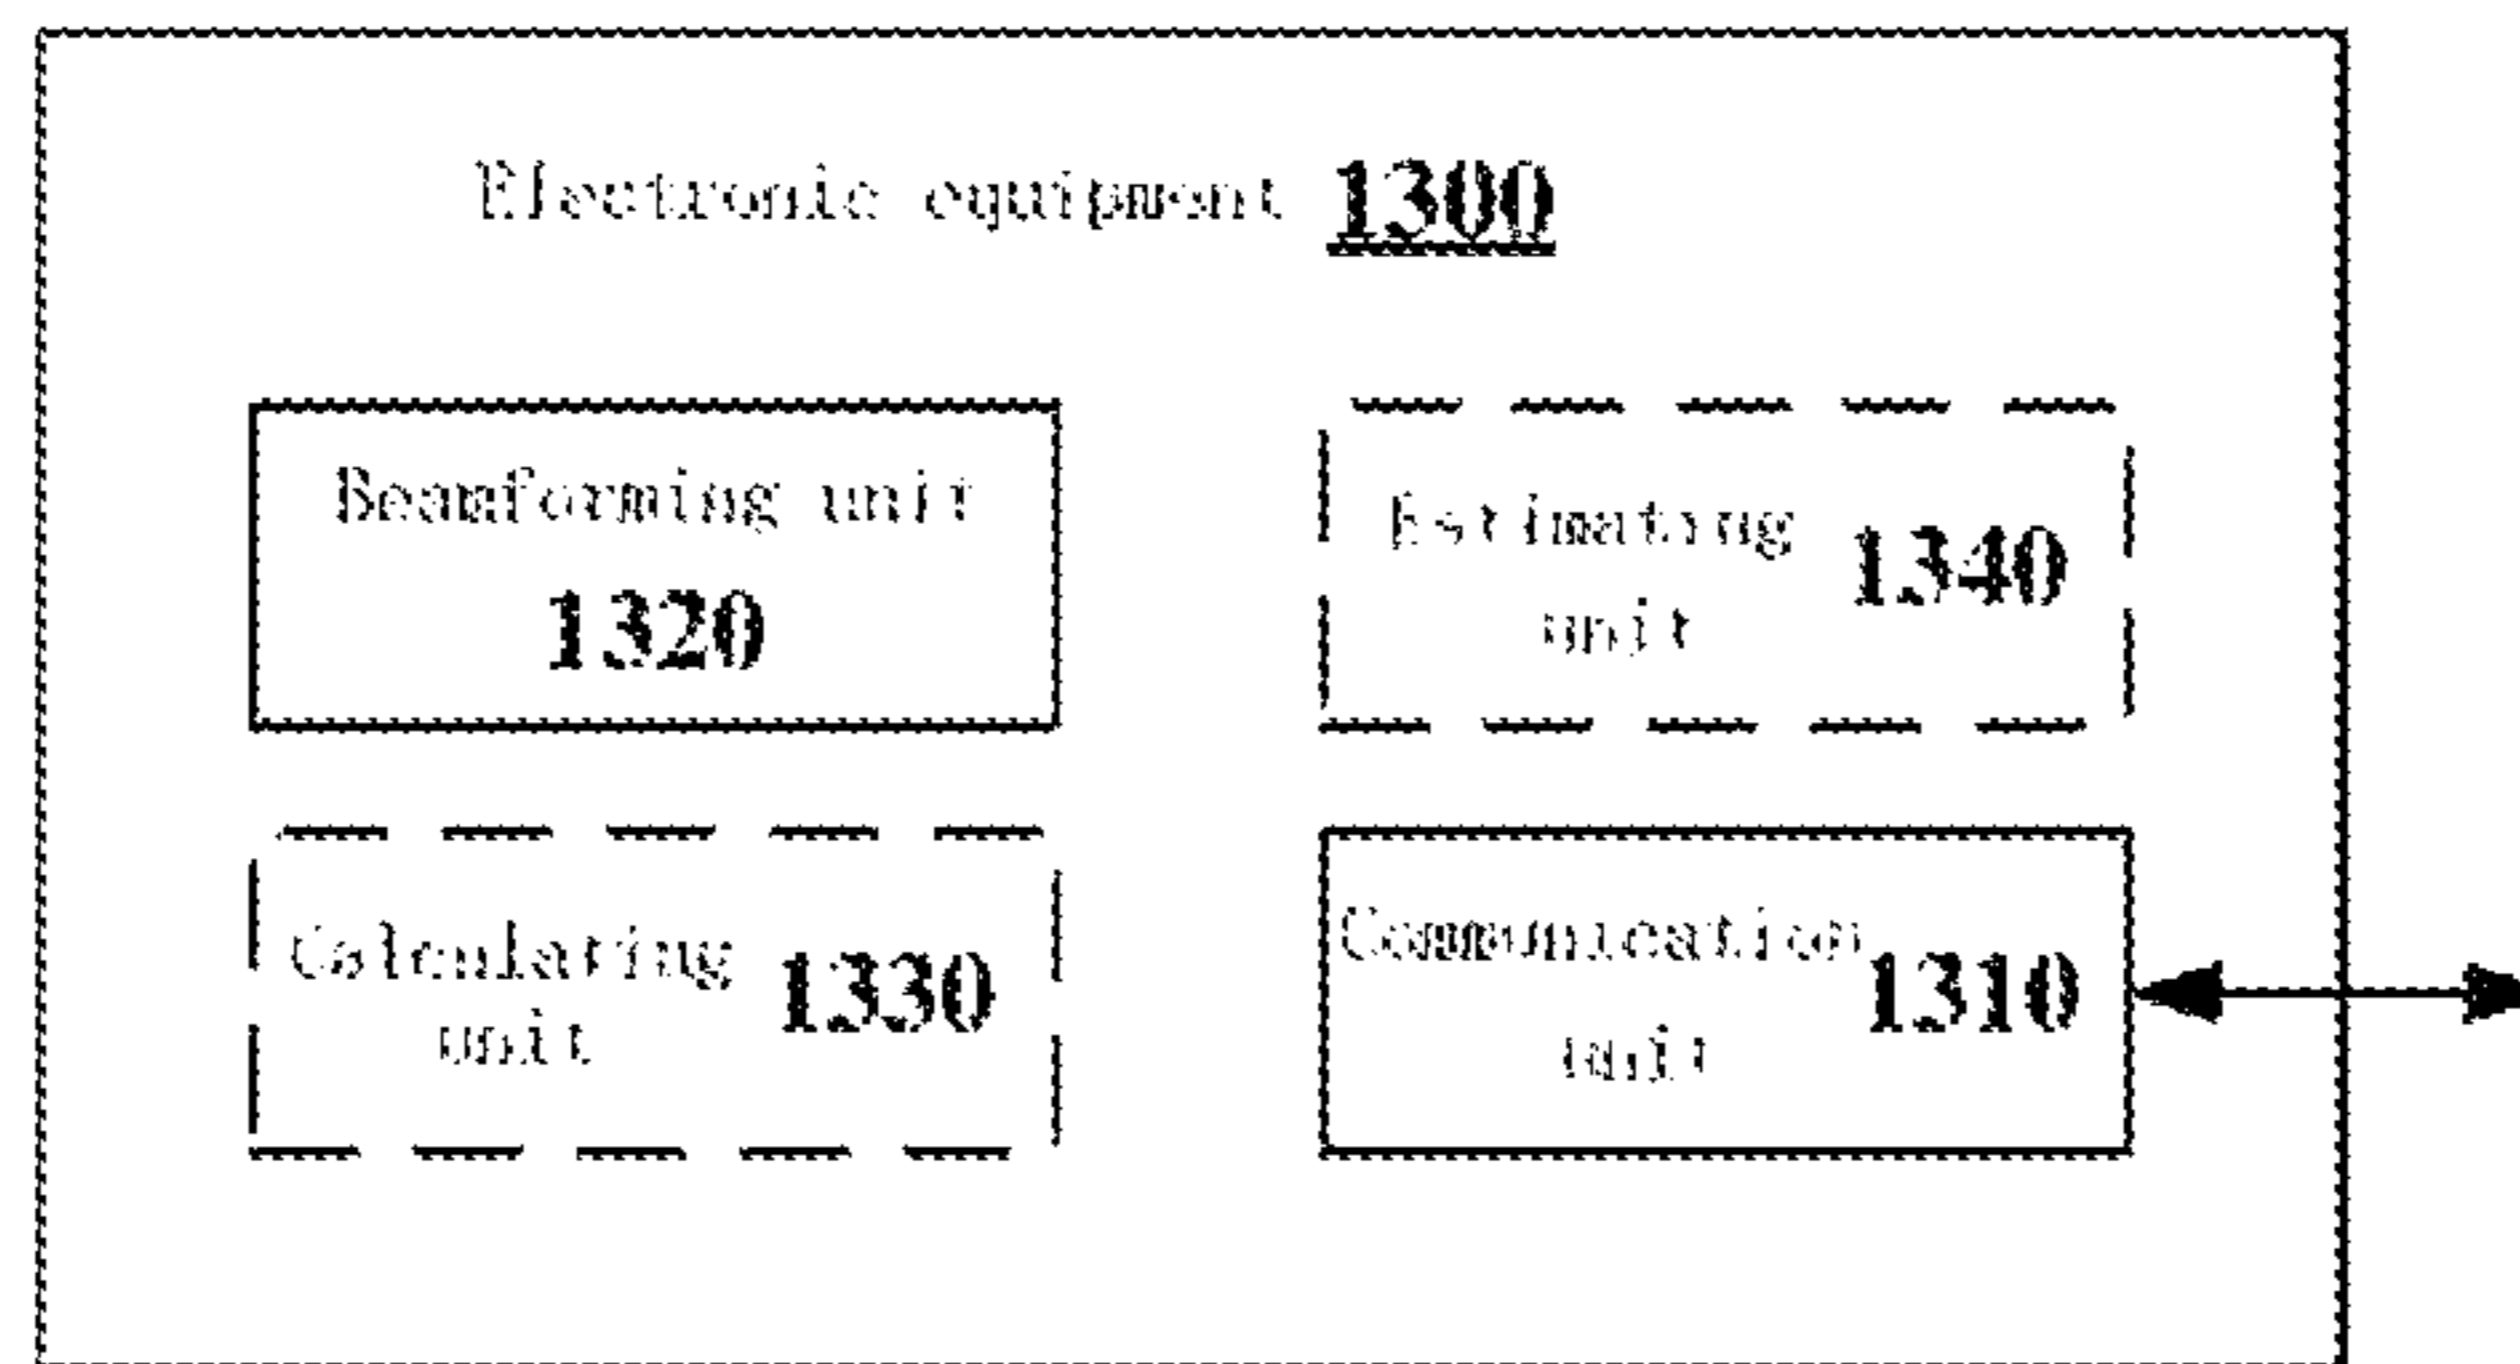 Electronic equipment 1300
Beamforming unit
1320
Estimating 1340
unit
Calculating 1330
unit
Communication 1310
unit